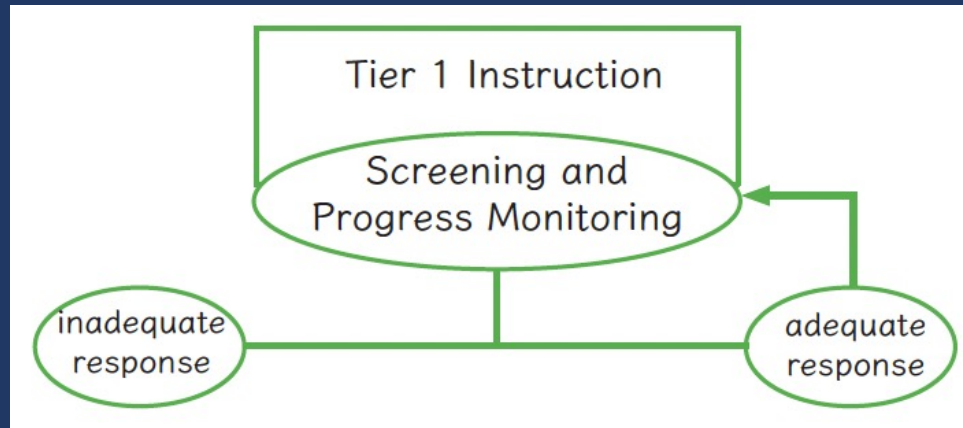 Tier 1 Instruction
Screening and
Progress Monitoring
inadequate
response
adequate
response